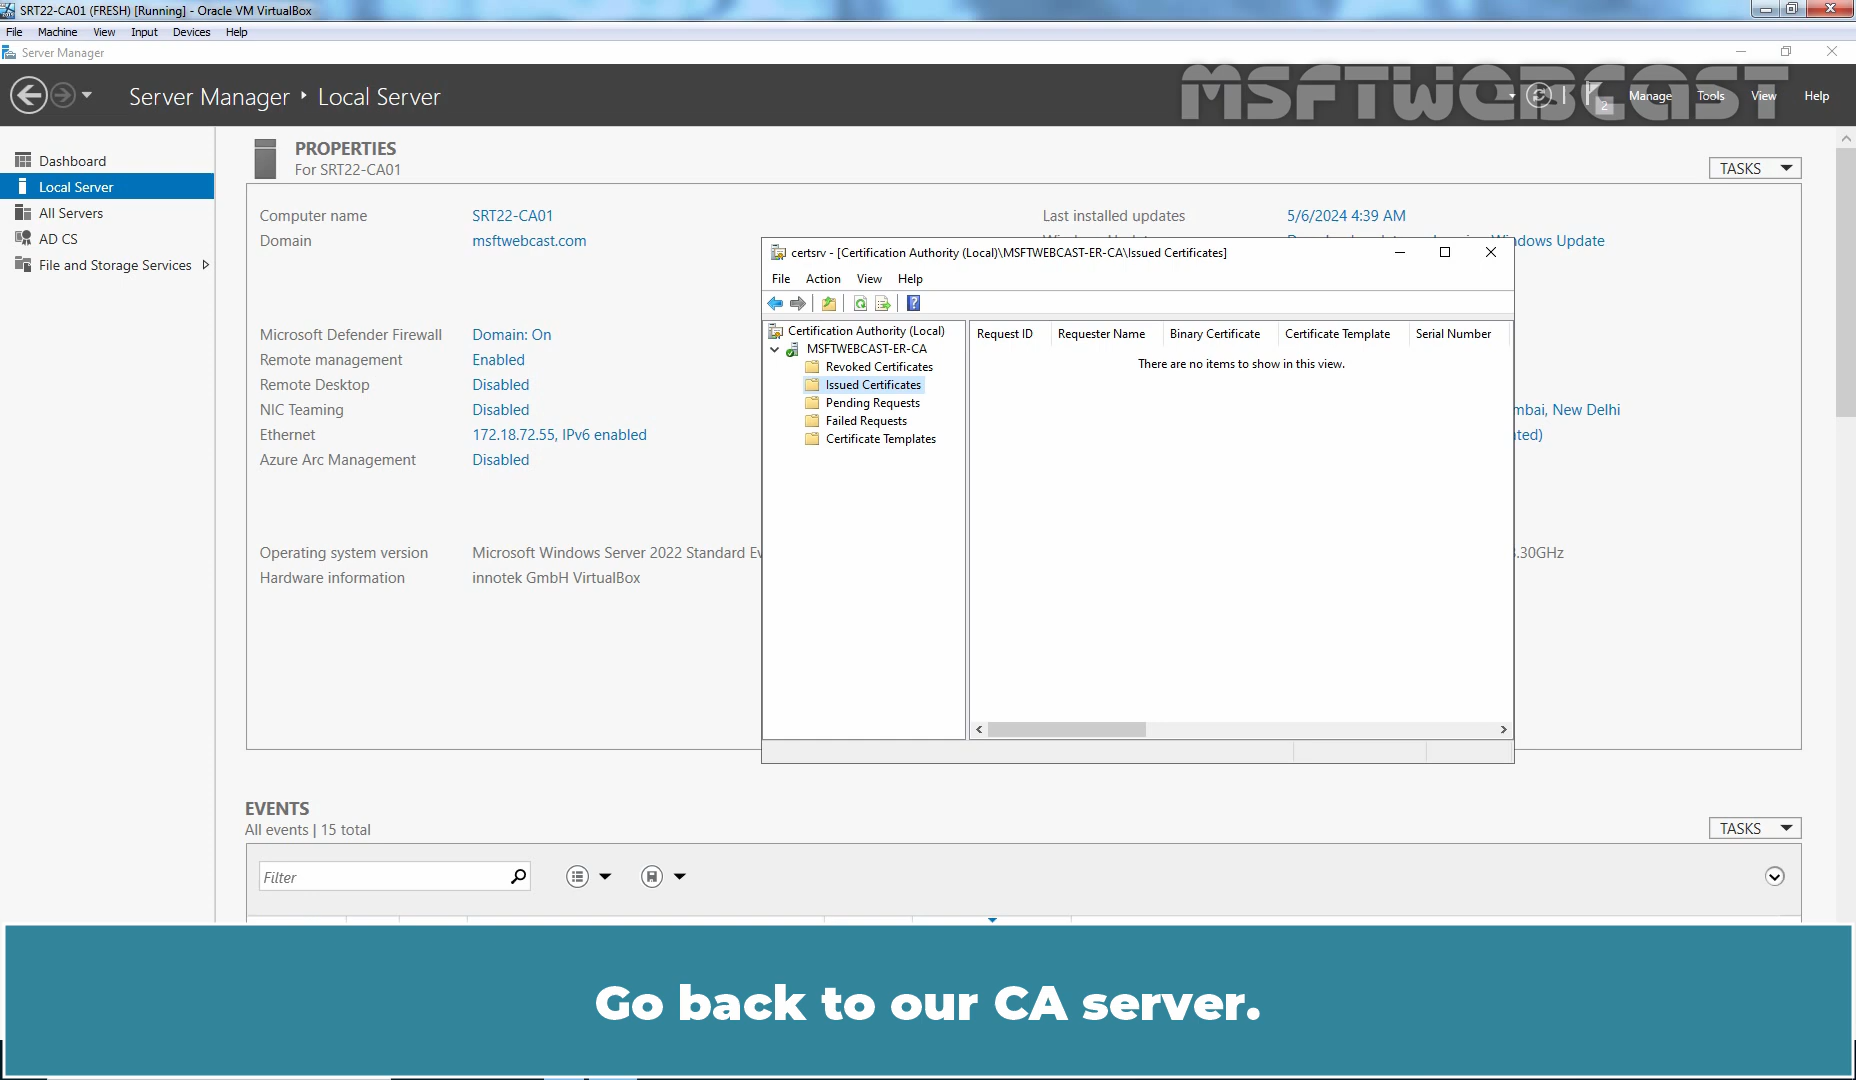 SRT22-CA01 (FRESH) [Running] - Oracle VM VirtualBox
File Machine View Input Devices Help
Server Manager
Server Manager ‣ Local Server
MSFTWEBCAST
2 Manage Tools View Help
Dashboard
Local Server
All Servers
AD CS
File and Storage Services
PROPERTIES
For SRT22-CA01
TASKS
Computer name SRT22-CA01
Domain msftwebcast.com
Last installed updates 5/6/2024 4:39 AM
Windows Update
Microsoft Defender Firewall Domain: On
Remote management Enabled
Remote Desktop Disabled
NIC Teaming Disabled
Ethernet 172.18.72.55, IPv6 enabled
Azure Arc Management Disabled
mbai, New Delhi
ted)
Operating system version Microsoft Windows Server 2022 Standard Ev
Hardware information innotek GmbH VirtualBox
.30GHz
certsrv - [Certification Authority (Local)\MSFTWEBCAST-ER-CA\Issued Certificates]
File Action View Help
Certification Authority (Local)
MSFTWEBCAST-ER-CA
Revoked Certificates
Issued Certificates
Pending Requests
Failed Requests
Certificate Templates
Request ID Requester Name Binary Certificate Certificate Template Serial Number
There are no items to show in this view.
EVENTS
All events | 15 total
TASKS
Filter
Go back to our CA server.